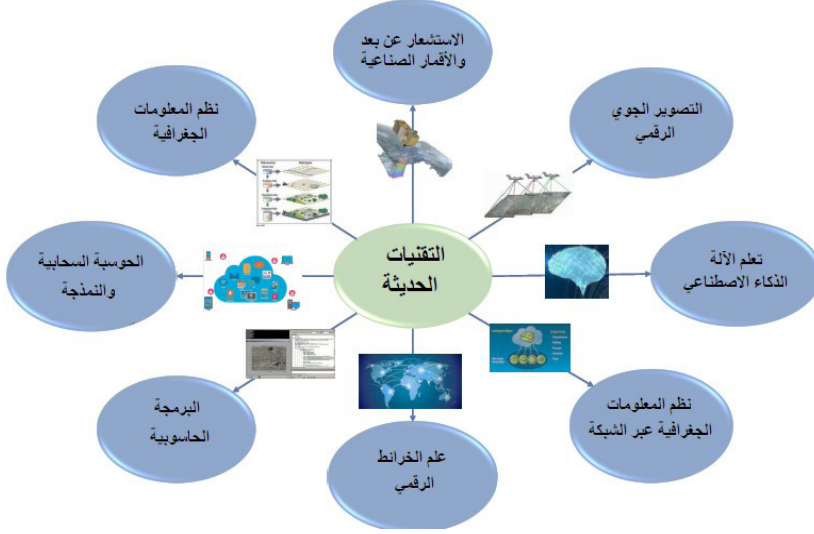 الاستشعار عن بعد
والأقمار الصناعية
التصوير الجوي
الرقمي
نظم المعلومات
الجغرافية
التقنيات
الحديثة
تعلم الآلة
الذكاء الاصطناعي
الحوسبة السحابية
والنمذجة
نظم المعلومات
الجغرافية عبر الشبكة
البرمجة
الحاسوبية
علم الخرائط
الرقمي